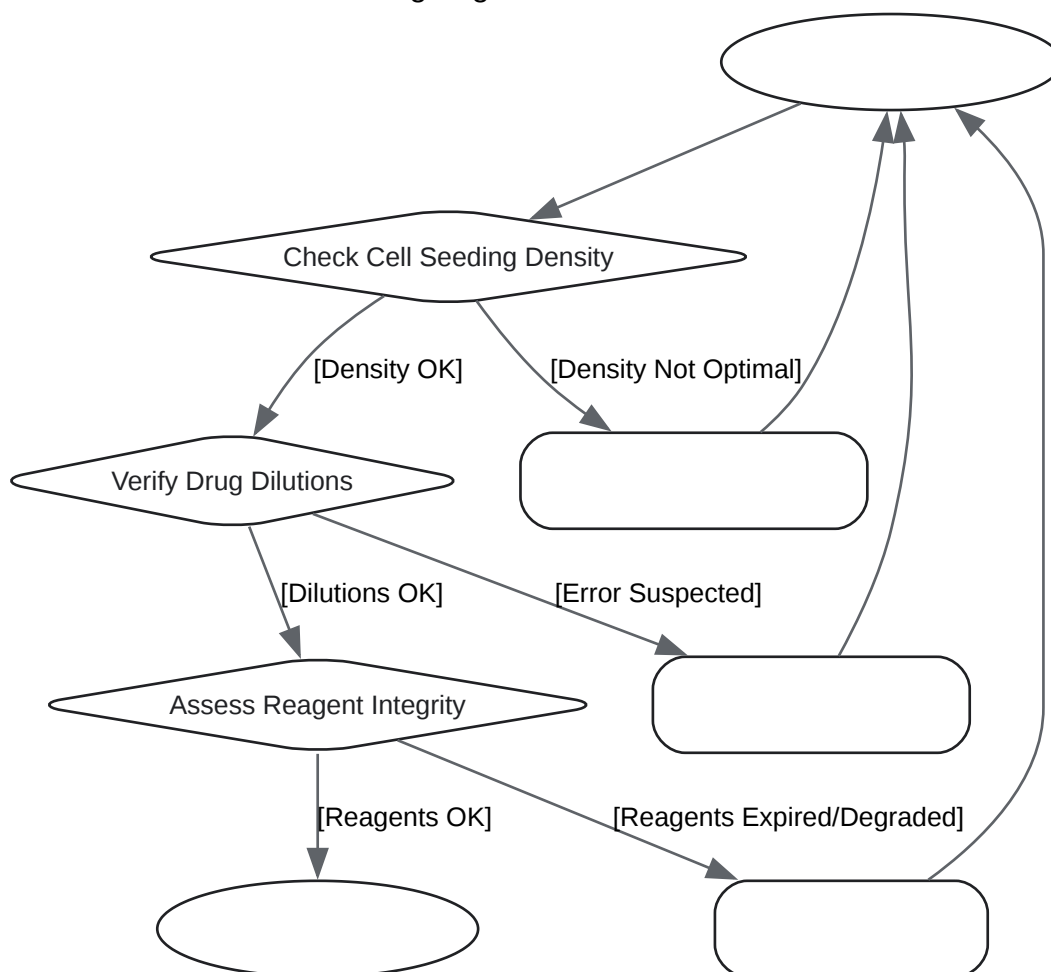 Check Cell Seeding Density
[Density OK]
[Density Not Optimal]
Verify Drug Dilutions
[Dilutions OK]
[Error Suspected]
Assess Reagent Integrity
[Reagents OK]
[Reagents Expired/Degraded]